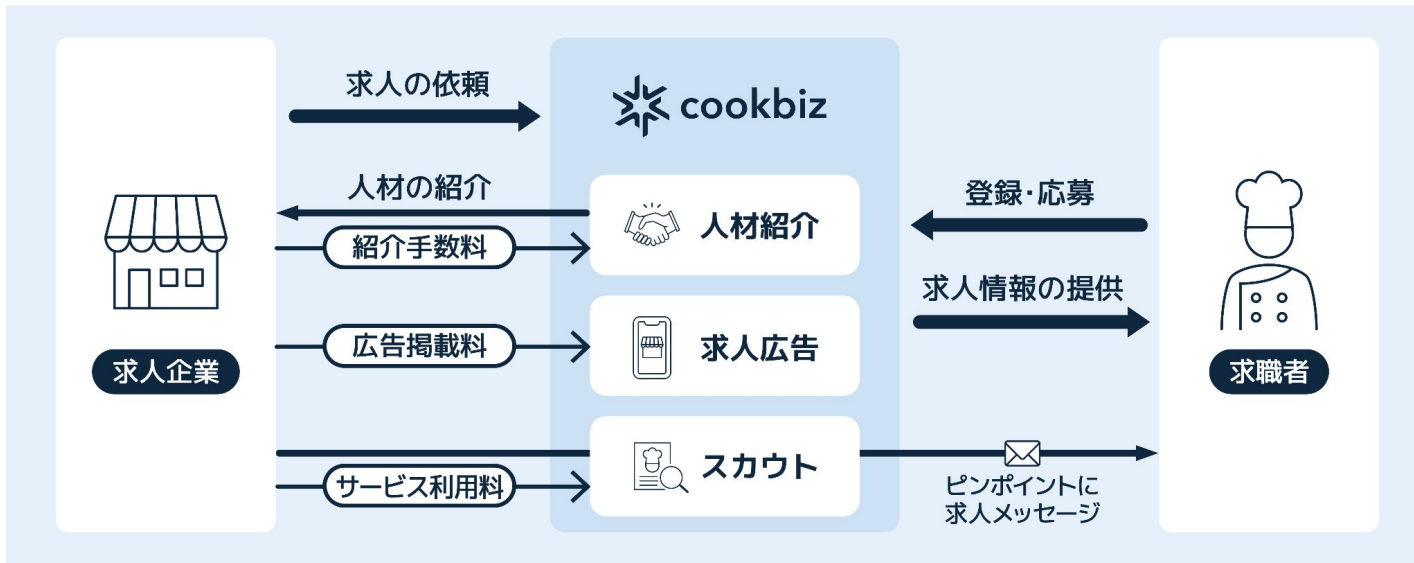 求人の依頼
cookbiz
人材の紹介
人材紹介
紹介手数料
登録・応募
求人情報の提供
広告掲載料
求人広告
求人企業
求職者
スカウト
サービス利用料
ピンポイントに
求人メッセージ